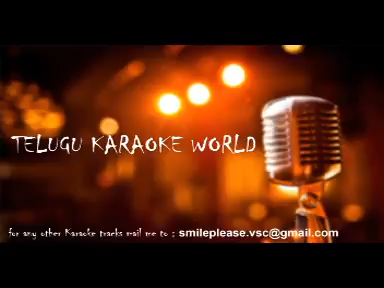 TELUGU KARAOKE WORLD
for any other Karaoke tracks mail me to : smileplease.vsc@gmail.com